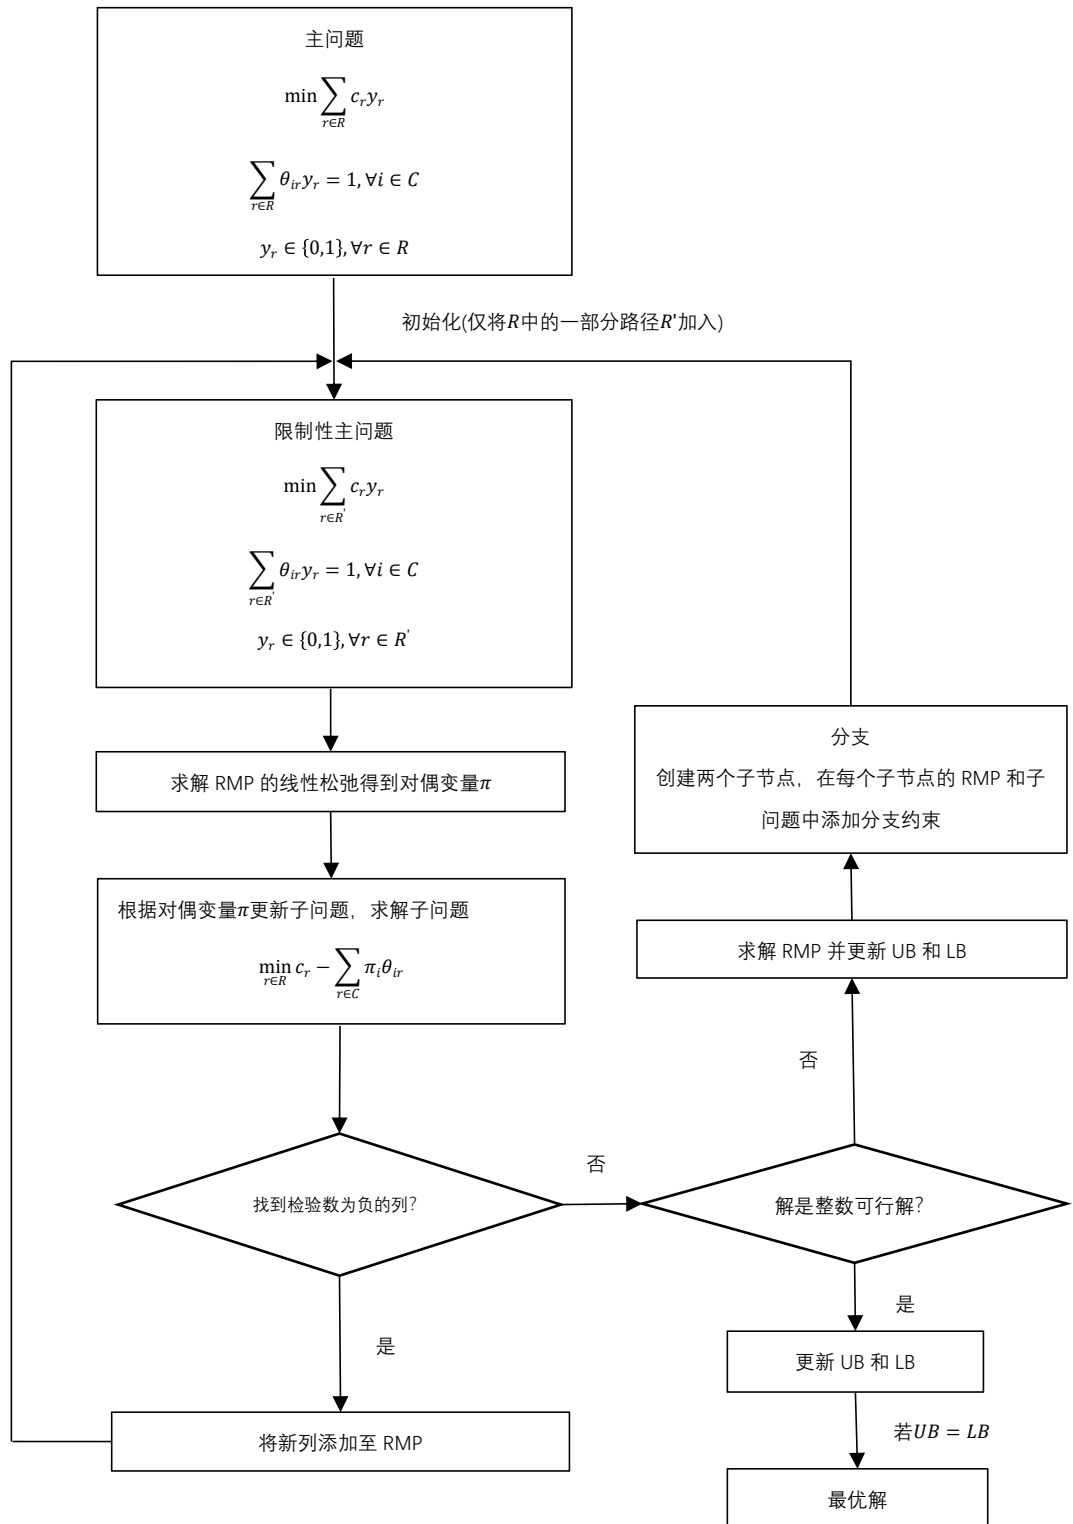 主问题
min ∑_{r∈R} c_r y_r
∑_{r∈R} θ_{ir} y_r = 1, ∀i ∈ C
y_r ∈ {0,1}, ∀r ∈ R
初始化(仅将R中的一部分路径R'加入)
限制性主问题
min ∑_{r∈R'} c_r y_r
∑_{r∈R'} θ_{ir} y_r = 1, ∀i ∈ C
y_r ∈ {0,1}, ∀r ∈ R'
求解 RMP 的线性松弛得到对偶变量π
根据对偶变量π更新子问题，求解子问题
min_{r∈R} c_r − ∑_{r∈C} π_i θ_{ir}
找到检验数为负的列?
是
将新列添加至 RMP
否
解是整数可行解?
否
求解 RMP 并更新 UB 和 LB
分支
创建两个子节点，在每个子节点的 RMP 和子
问题中添加分支约束
是
更新 UB 和 LB
若UB = LB
最优解